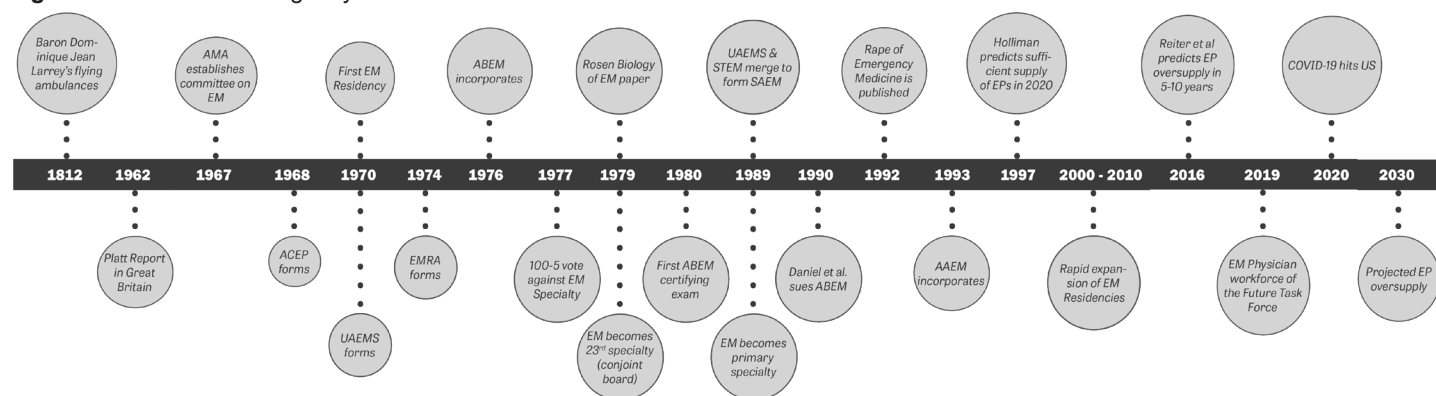 Baron Dom-
inique Jean
Larrey's flying
ambulances
AMA
establishes
committee on
EM
First EM
Residency
ABEM
incorporates
Rosen Biology
of EM paper
UAEMS &
STEM merge to
form SAEM
Rape of
Emergency
Medicine is
published
Holliman
predicts suffi-
cient supply
of EPs in 2020
Reiter et al
predicts EP
oversupply in
5-10 years
COVID-19 hits US
1812 1962 1967 1968 1970 1974 1976 1977 1979 1980 1989 1990 1992 1993 1997 2000 - 2010 2016 2019 2020 2030
Platt Report
in Great
Britain
ACEP
forms
UAEMS
forms
EMRA
forms
100-5 vote
against EM
Specialty
EM becomes
23rd specialty
(conjoint
board)
First ABEM
certifying
exam
EM becomes
primary
specialty
Daniel et al.
sues ABEM
AAEM
incorporates
Rapid expan-
sion of EM
Residencies
EM Physician
workforce of
the Future Task
Force
Projected EP
oversupply